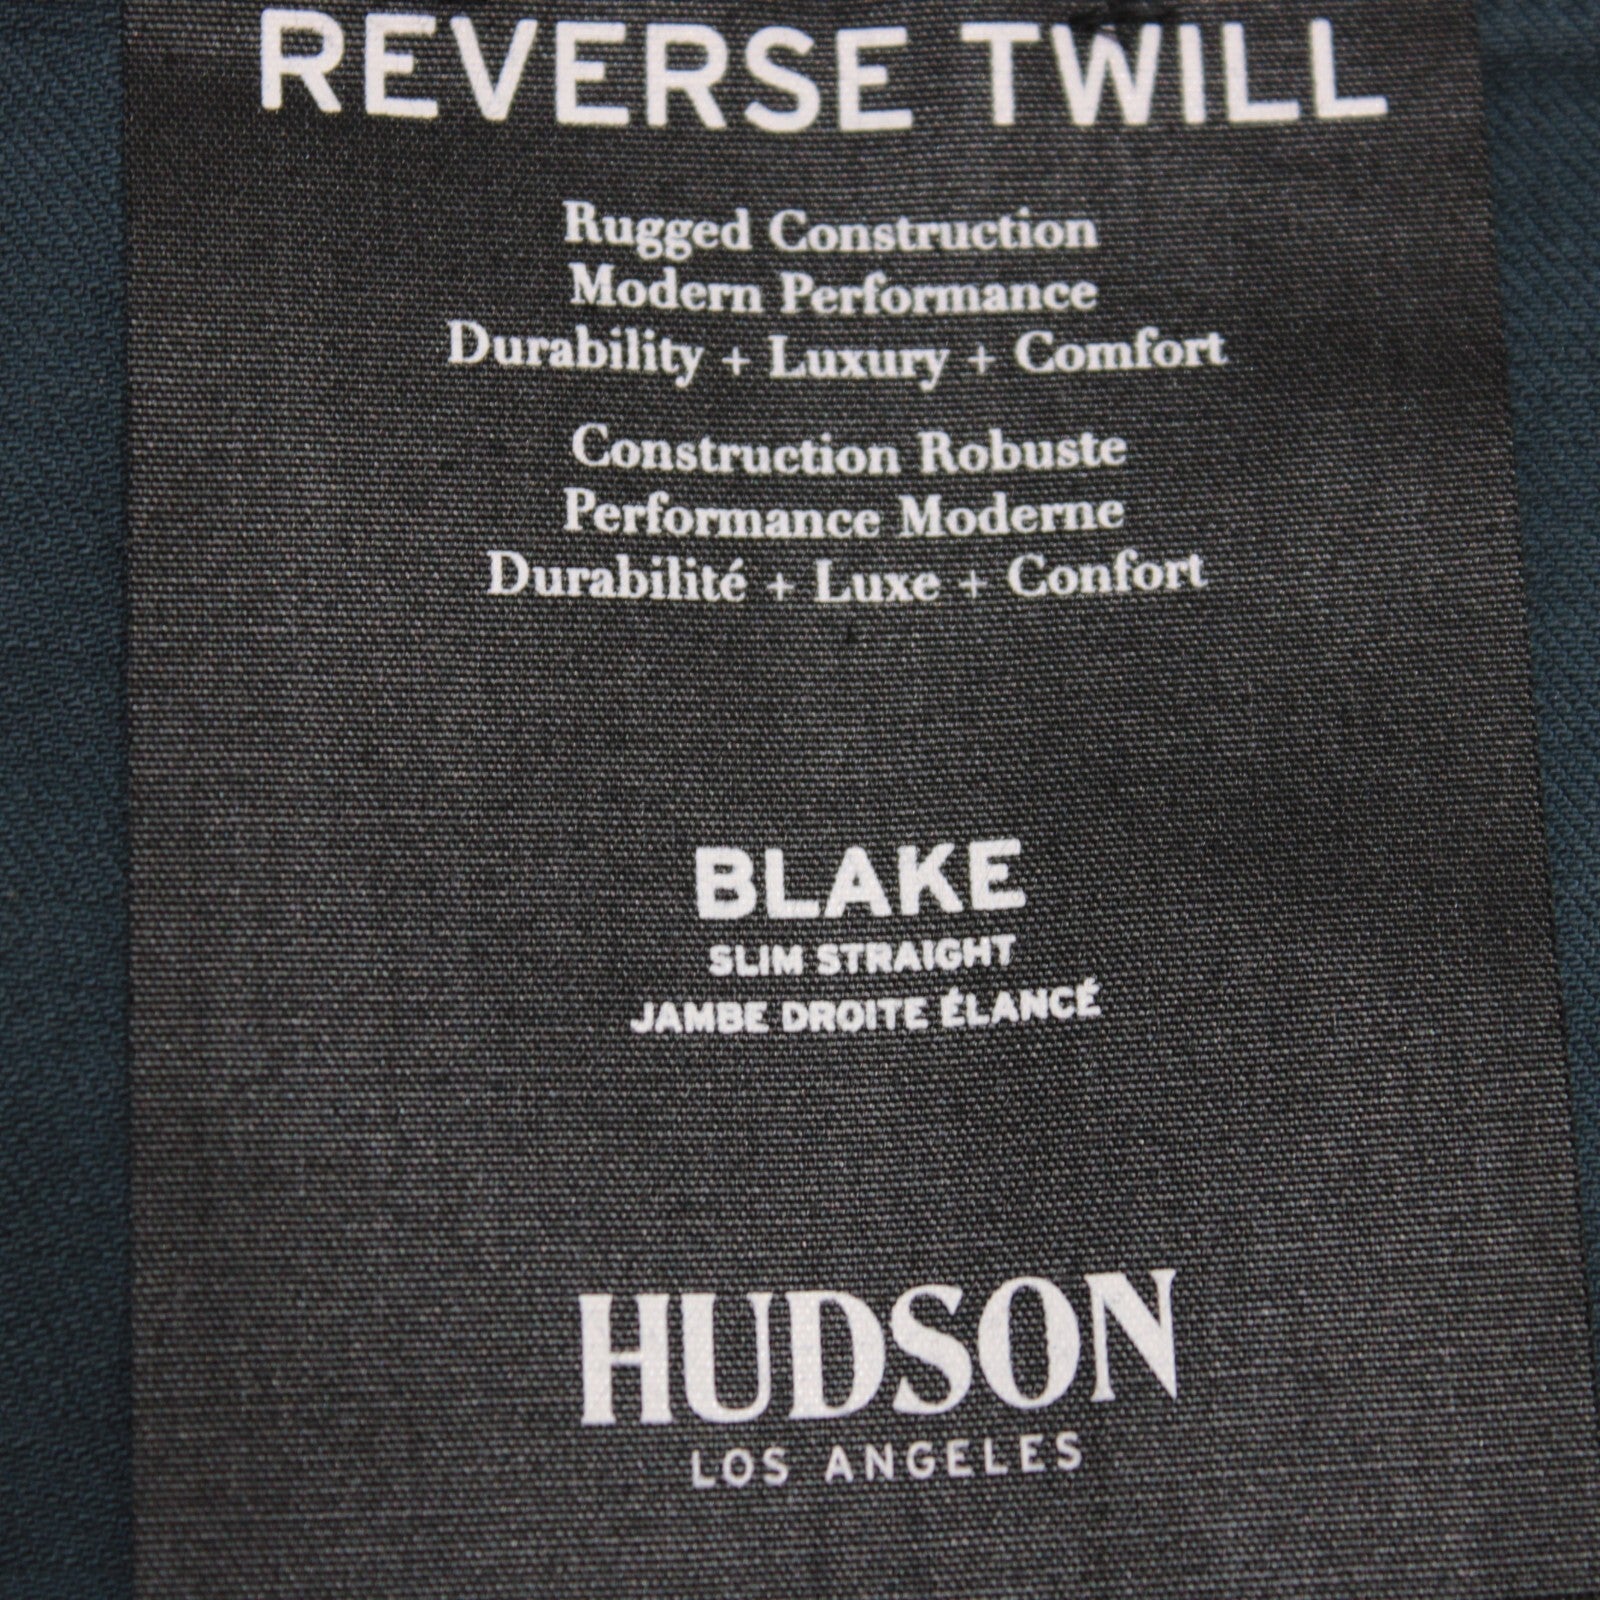 REVERSE TWILL
Rugged Construction
Modern Performance
Durability + Luxury + Comfort
Construction Robuste
Performance Moderne
Durabilité + Luxe + Confort
BLAKE
SLIM STRAIGHT
JAMBE DROITE ÉLANCÉ
HUDSON
LOS ANGELES